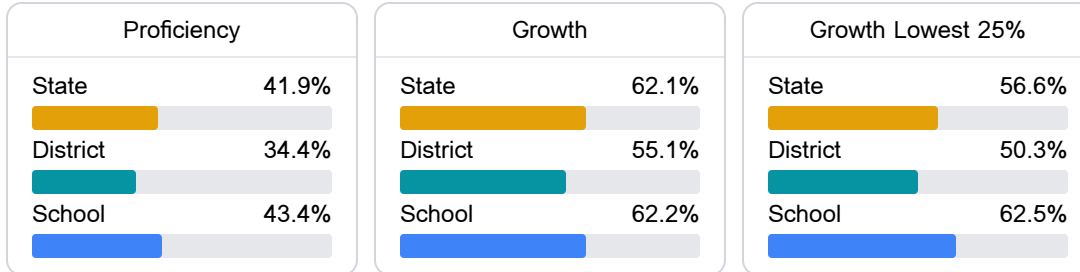 Proficiency
State 41.9%
District 34.4%
School 43.4%
Growth
State 62.1%
District 55.1%
School 62.2%
Growth Lowest 25%
State 56.6%
District 50.3%
School 62.5%